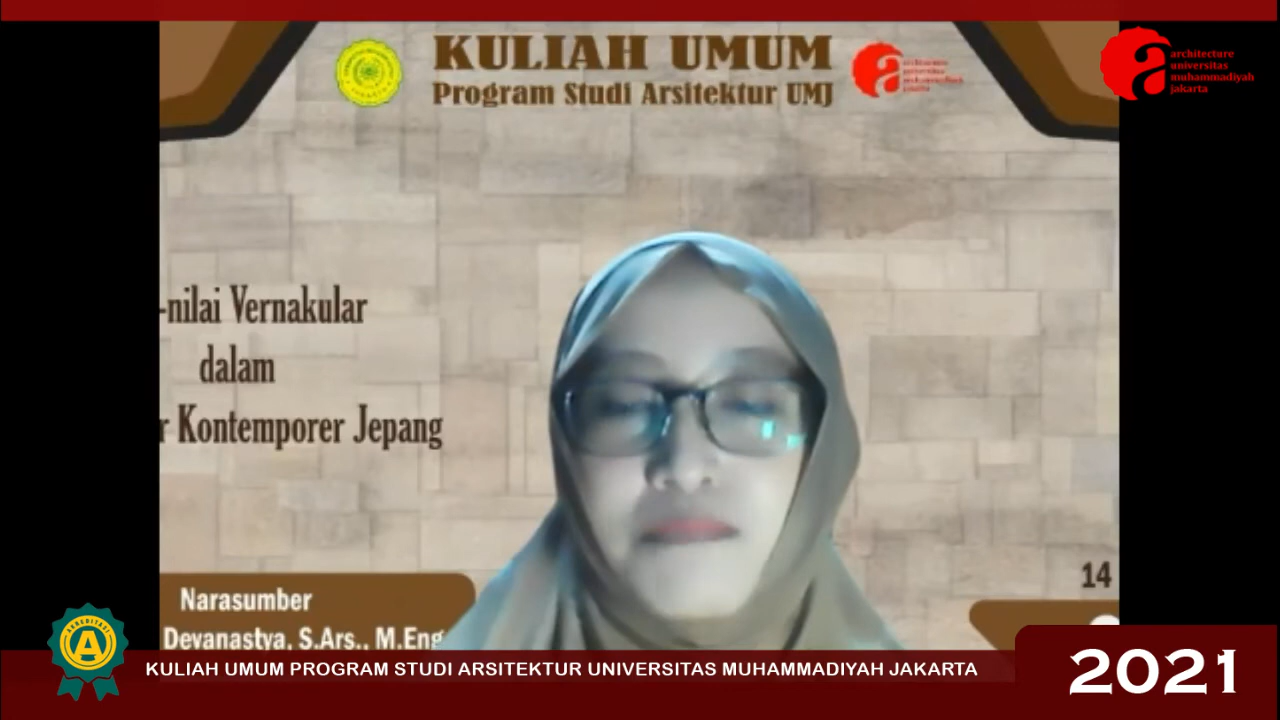 KULIAH UMUM
Program Studi Arsitektur UMJ
architecture
universitas
muhammadiyah
jakarta
-nilai Vernakular
dalam
r Kontemporer Jepang
14
Narasumber
Devanastya, S.Ars., M.Eng
AKREDITASI
A
KULIAH UMUM PROGRAM STUDI ARSITEKTUR UNIVERSITAS MUHAMMADIYAH JAKARTA
2021